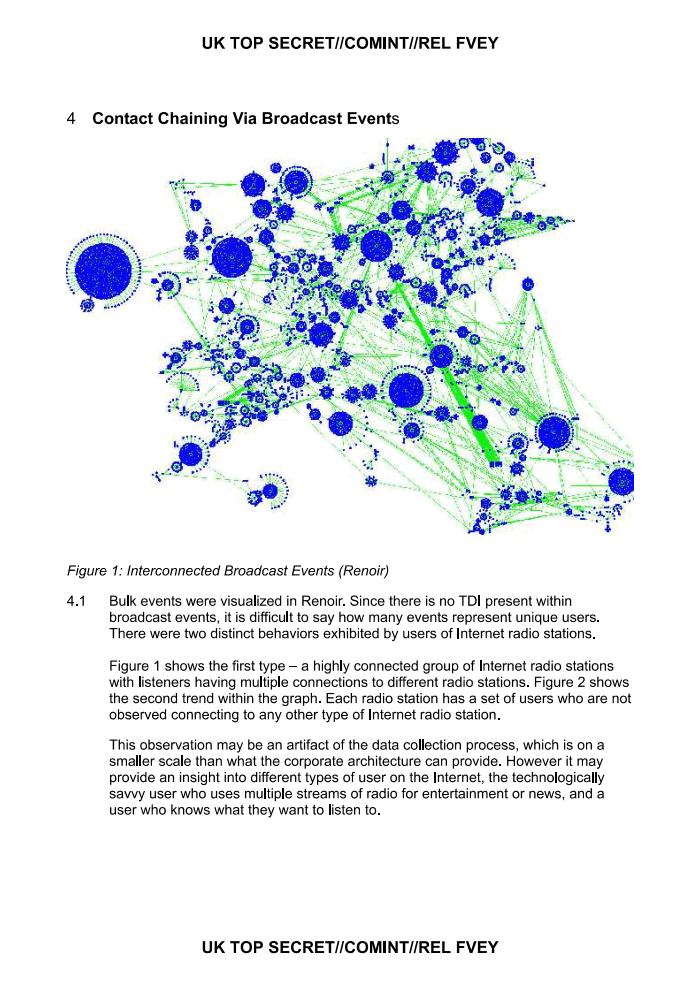 UK TOP SECRET//COMINT//REL FVEY
4 Contact Chaining Via Broadcast Events
Figure 1: Interconnected Broadcast Events (Renoir)
4.1 Bulk events were visualized in Renoir. Since there is no TDI present within
broadcast events, it is difficult to say how many events represent unique users.
There were two distinct behaviors exhibited by users of Internet radio stations.
Figure 1 shows the first type – a highly connected group of Internet radio stations
with listeners having multiple connections to different radio stations. Figure 2 shows
the second trend within the graph. Each radio station has a set of users who are not
observed connecting to any other type of Internet radio station.
This observation may be an artifact of the data collection process, which is on a
smaller scale than what the corporate architecture can provide. However it may
provide an insight into different types of user on the Internet, the technologically
savvy user who uses multiple streams of radio for entertainment or news, and a
user who knows what they want to listen to.
UK TOP SECRET//COMINT//REL FVEY